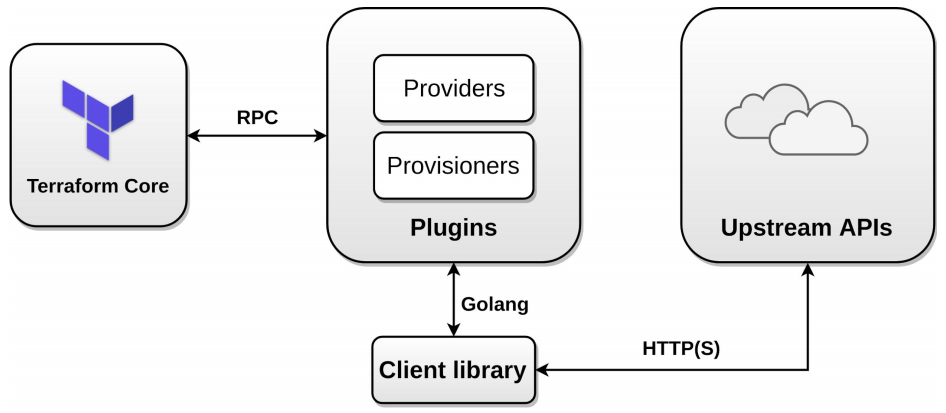 Terraform Core
RPC
Providers
Provisioners
Plugins
Upstream APIs
Golang
Client library
HTTP(S)